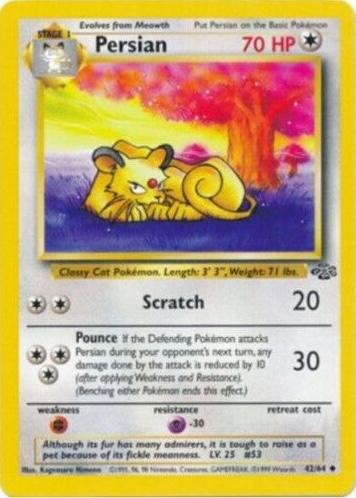 Evolves from Meowth Put Persian on the Basic Pokémon
STAGE 1
Persian 70 HP
Classy Cat Pokémon. Length: 3' 3", Weight: 71 lbs.
Scratch 20
Pounce If the Defending Pokémon attacks
Persian during your opponent's next turn, any
damage done by the attack is reduced by 10
(after applying Weakness and Resistance).
(Benching either Pokémon ends this effect.)
30
weakness resistance retreat cost
-30
Although its fur has many admirers, it is tough to raise as a
pet because of its fickle meanness. LV. 25 #53
Illus. Kagemaru Himeno ©1995, 96, 98 Nintendo, Creatures, GAMEFREAK. ©1999 Wizards. 42/64